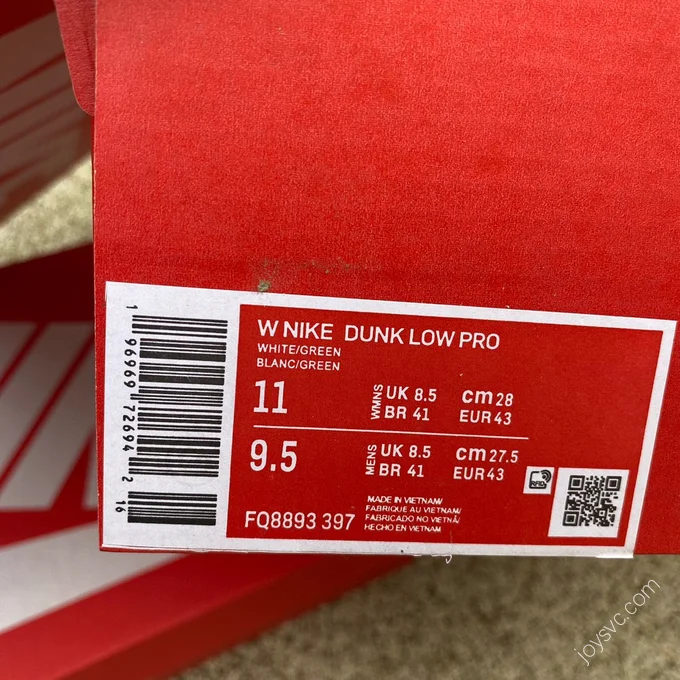 W NIKE DUNK LOW PRO
WHITE/GREEN
BLANC/GREEN
11
WMNS
UK 8.5 cm 28
BR 41 EUR 43
9.5
MENS
UK 8.5 cm 27.5
BR 41 EUR 43
FQ8893 397
MADE IN VIETNAM/
FABRIQUE AU VIETNAM/
FABRICADO NO VIETNÃ/
HECHO EN VIETNAM
RFID
1 96969 72694 2 16
joysvc.com